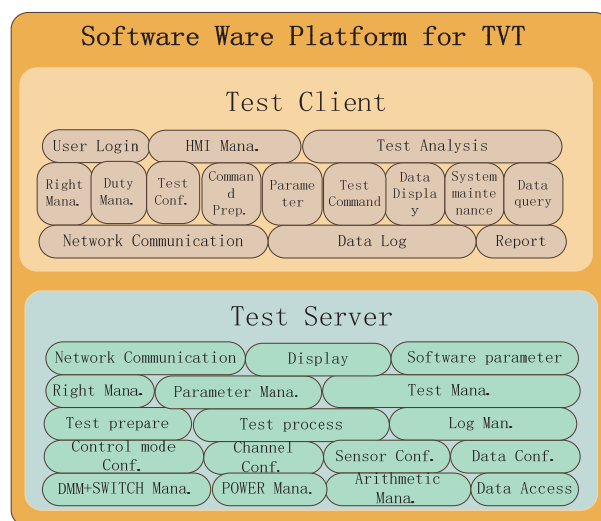 Software Ware Platform for TVT
Test Client
User Login
HMI Mana.
Test Analysis
Right
Mana.
Duty
Mana.
Test
Conf.
Comman
d
Prep.
Parame
ter
Test
Command
Data
Displa
y
System
mainte
nance
Data
query
Network Communication
Data Log
Report
Test Server
Network Communication
Display
Software parameter
Right Mana.
Parameter Mana.
Test Mana.
Test prepare
Test process
Log Man.
Control mode
Conf.
Channel
Conf.
Sensor Conf.
Data Conf.
DMM+SWITCH Mana.
POWER Mana.
Arithmetic
Mana.
Data Access